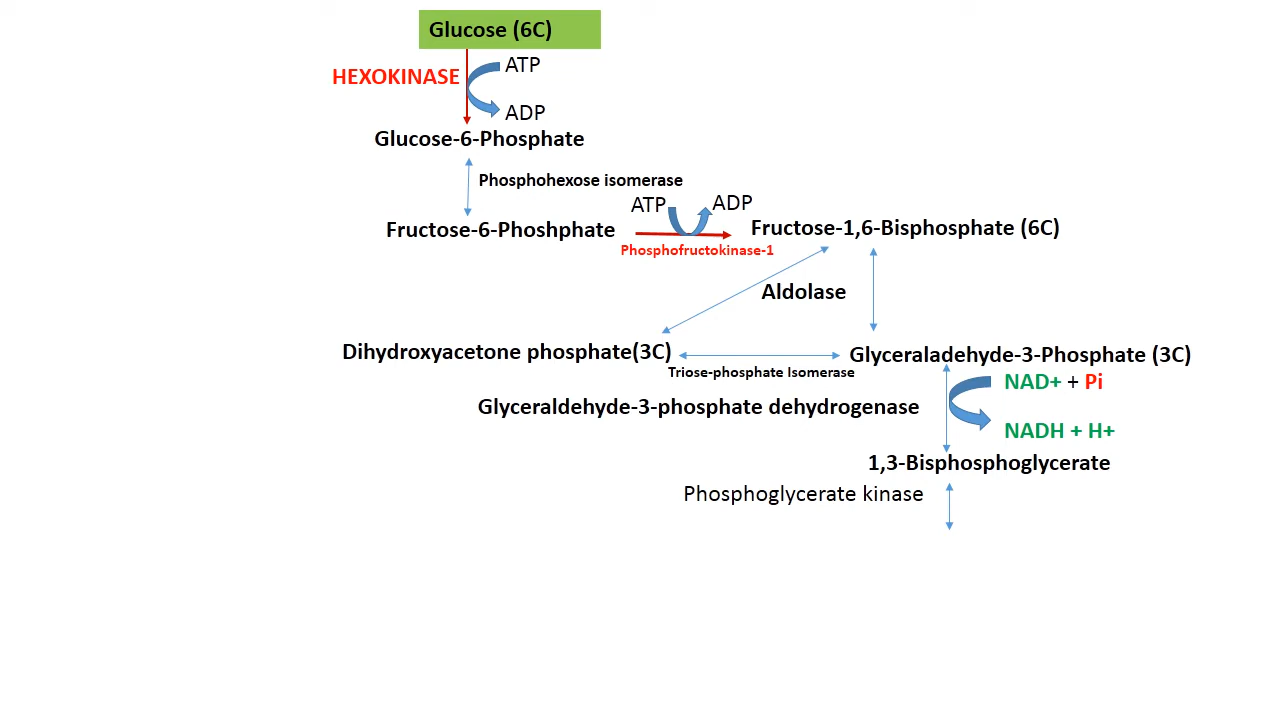 Glucose (6C)
HEXOKINASE
ATP
ADP
Glucose-6-Phosphate
Phosphohexose isomerase
ATP
ADP
Fructose-6-Phoshphate
Phosphofructokinase-1
Fructose-1,6-Bisphosphate (6C)
Aldolase
Dihydroxyacetone phosphate(3C)
Triose-phosphate Isomerase
Glyceraladehyde-3-Phosphate (3C)
NAD+ + Pi
Glyceraldehyde-3-phosphate dehydrogenase
NADH + H+
1,3-Bisphosphoglycerate
Phosphoglycerate kinase